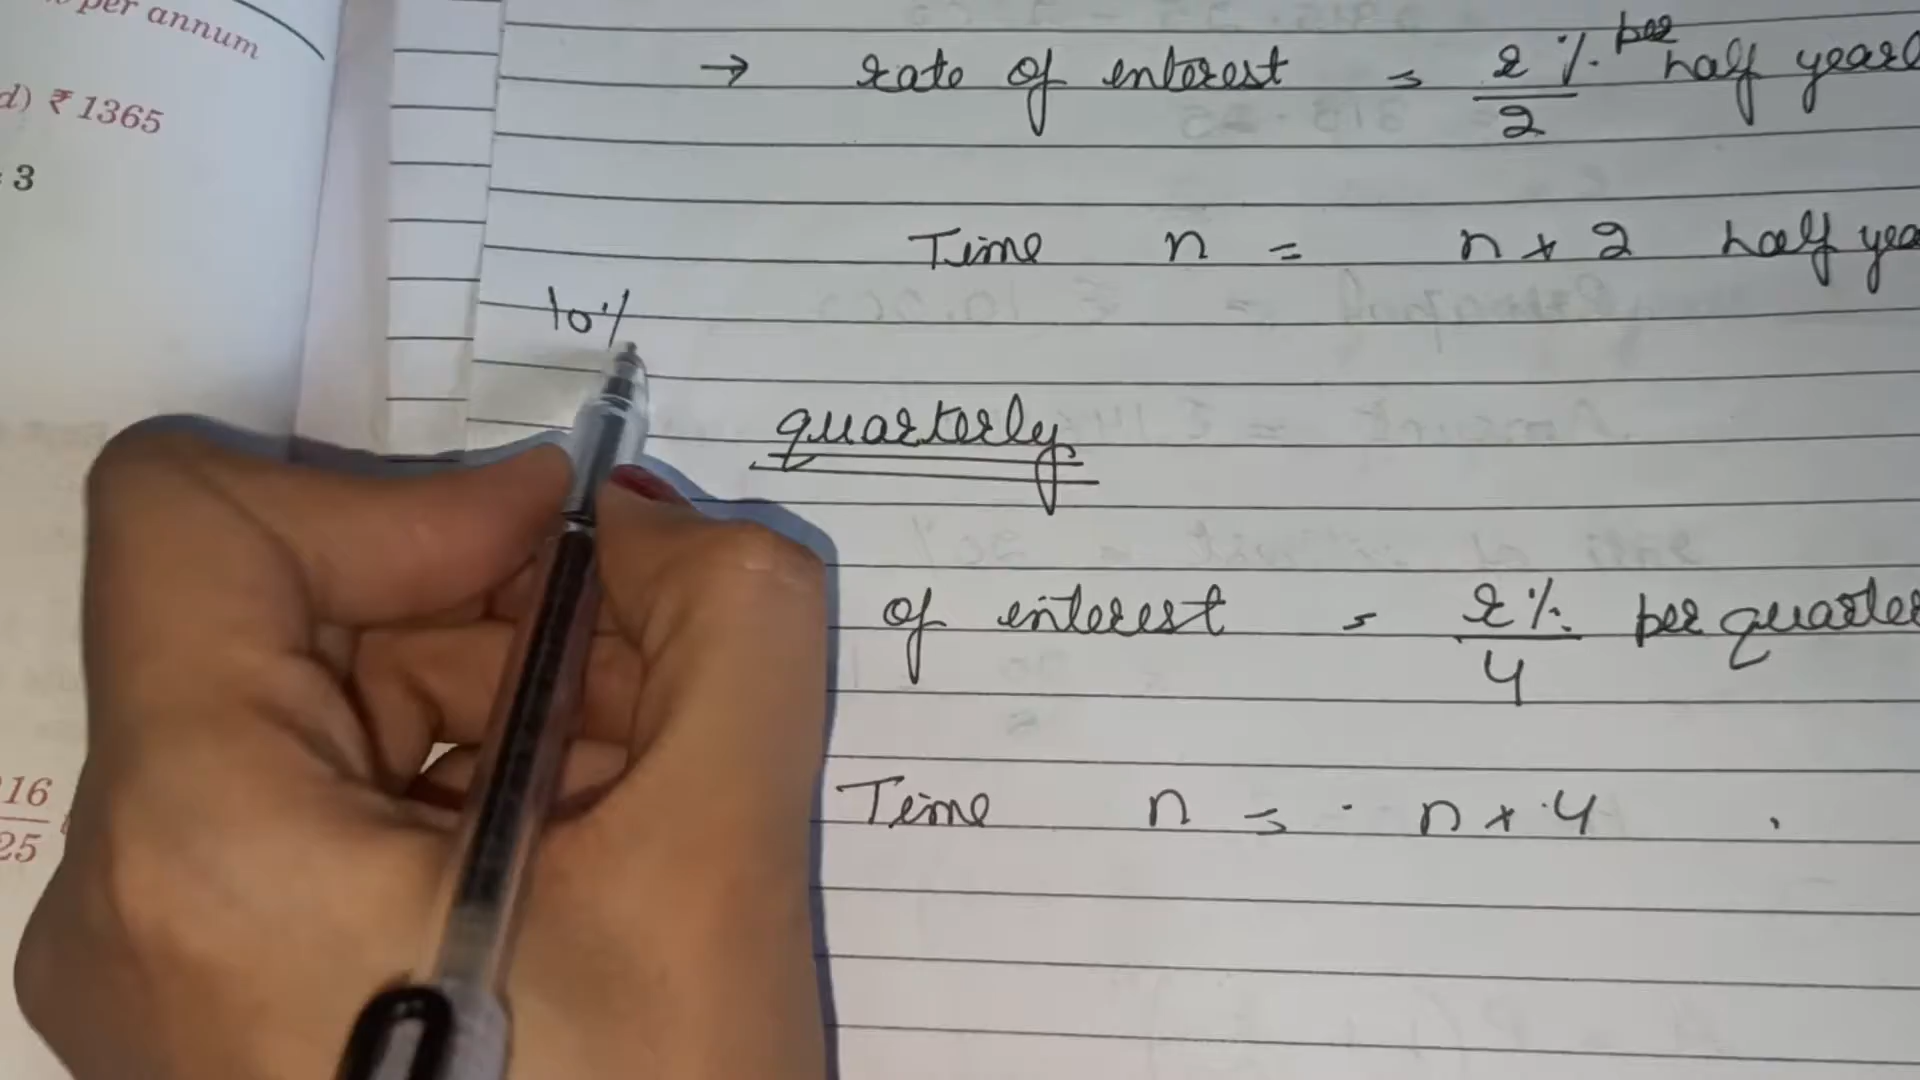 per annum
d) ₹ 1365
3
16
25
→ rate of interest = r % per half yearl
2
Time n = n × 2 half yea
10%
quarterly
of interest = r %. per quarter
4
Time n = n × 4